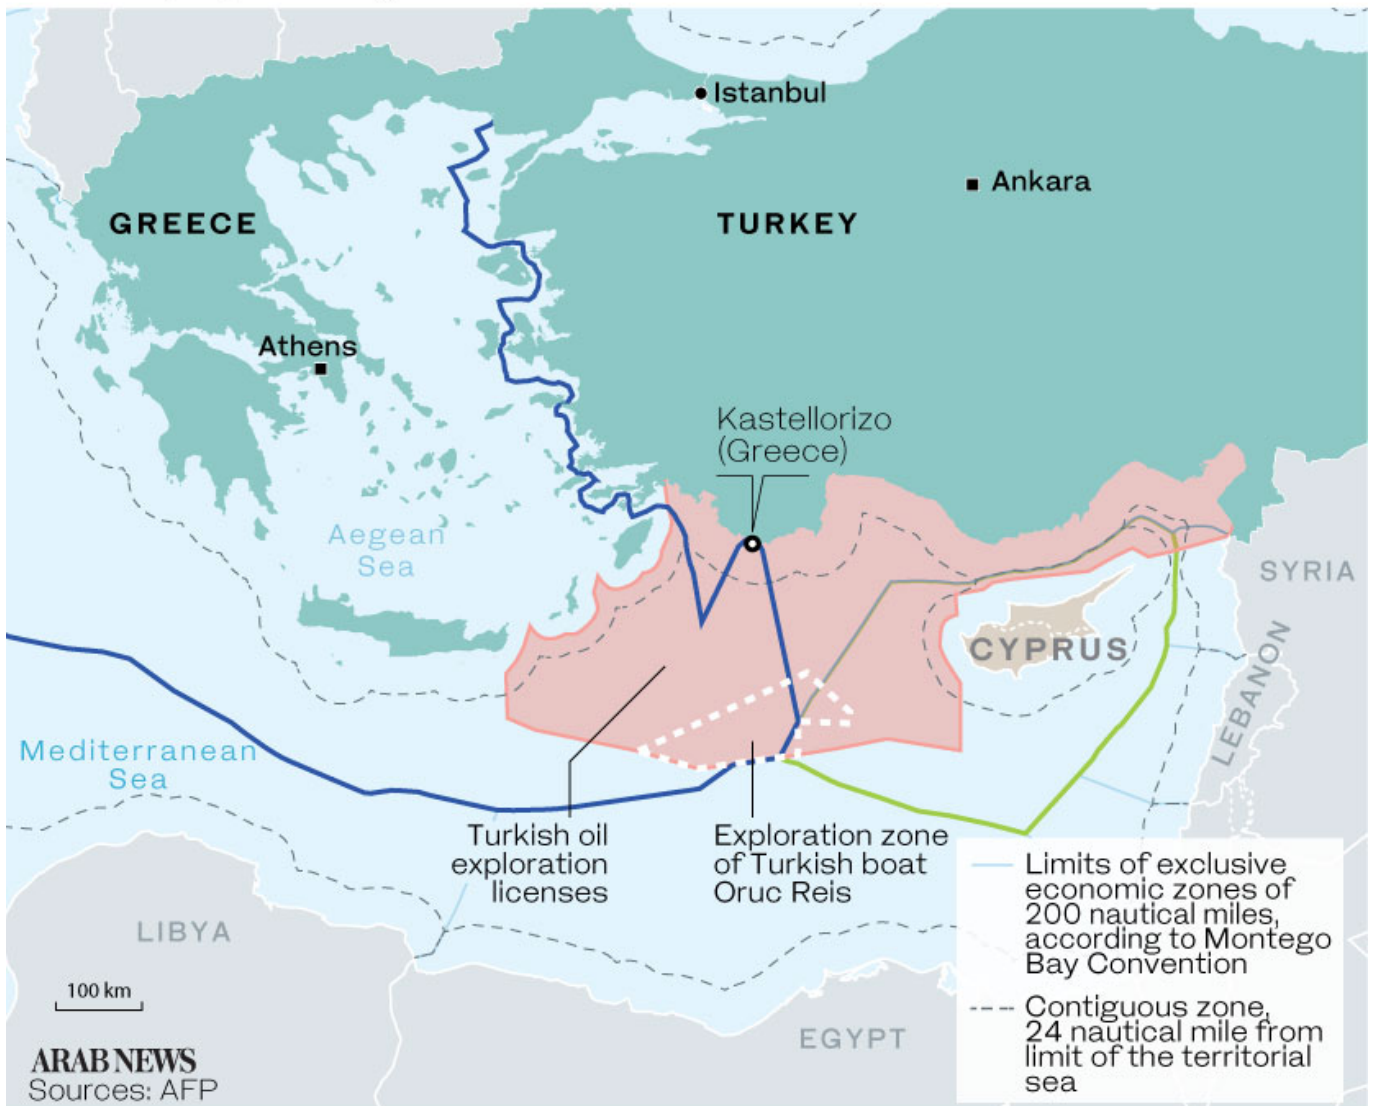 Istanbul
Ankara
GREECE
TURKEY
Athens
Kastellorizo
(Greece)
Aegean
Sea
SYRIA
CYPRUS
LEBANON
Mediterranean
Sea
Turkish oil
exploration
licenses
Exploration zone
of Turkish boat
Oruc Reis
Limits of exclusive
economic zones of
200 nautical miles,
according to Montego
Bay Convention
Contiguous zone,
24 nautical mile from
limit of the territorial
sea
LIBYA
EGYPT
100 km
ARAB NEWS
Sources: AFP